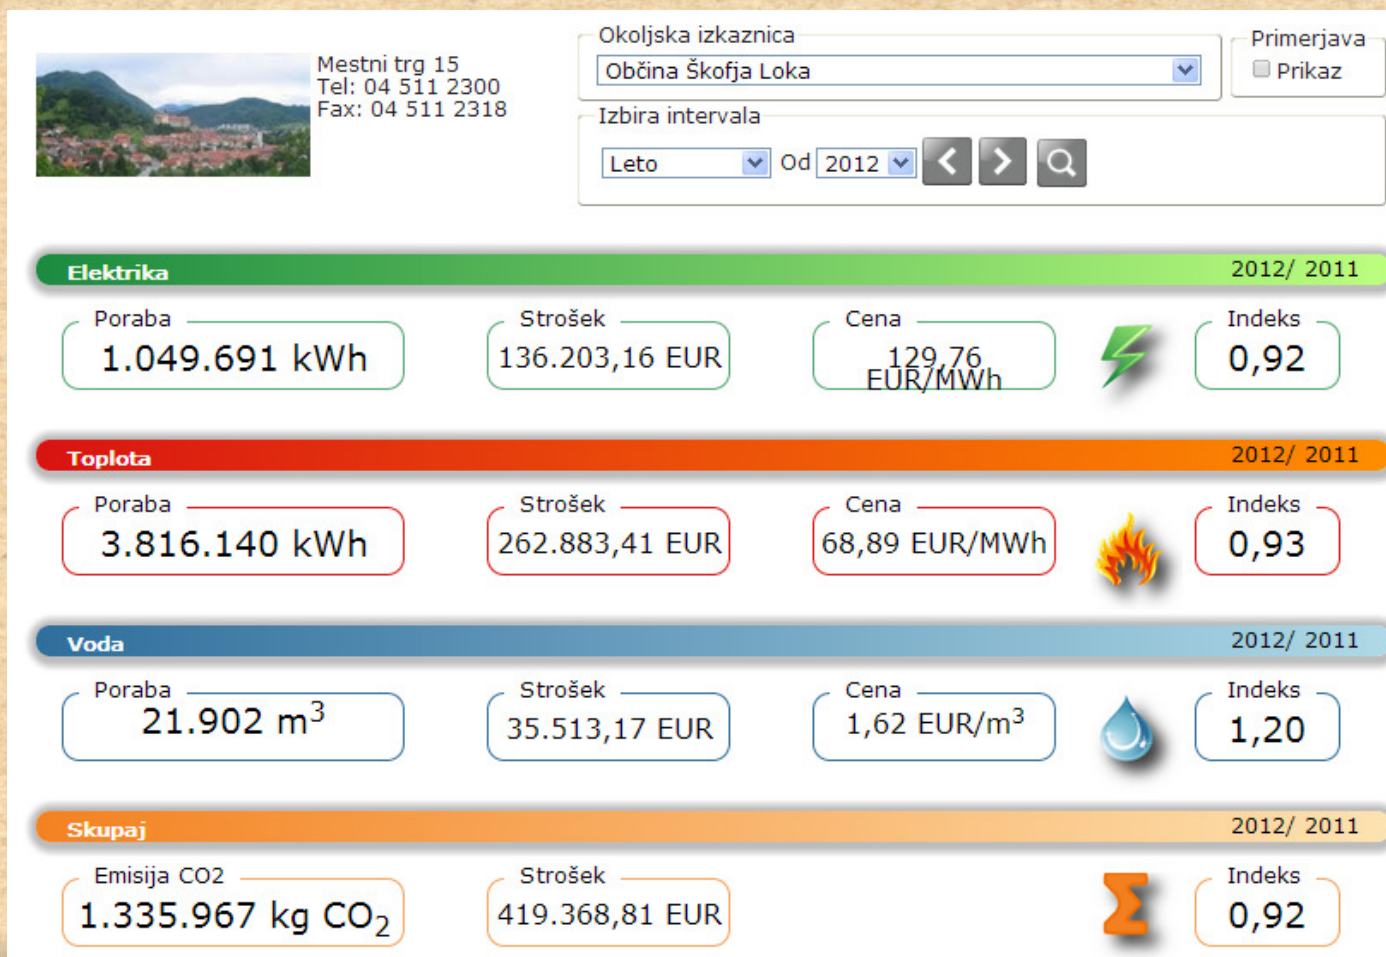 Mestni trg 15
Tel: 04 511 2300
Fax: 04 511 2318
Okoljska izkaznica
Občina Škofja Loka
Primerjava
Prikaz
Izbira intervala
Leto Od 2012
Elektrika 2012/ 2011
Poraba Strošek Cena Indeks
1.049.691 kWh 136.203,16 EUR 129,76 EUR/MWh 0,92
Toplota 2012/ 2011
Poraba Strošek Cena Indeks
3.816.140 kWh 262.883,41 EUR 68,89 EUR/MWh 0,93
Voda 2012/ 2011
Poraba Strošek Cena Indeks
21.902 m³ 35.513,17 EUR 1,62 EUR/m³ 1,20
Skupaj 2012/ 2011
Emisija CO2 Strošek Indeks
1.335.967 kg CO₂ 419.368,81 EUR 0,92